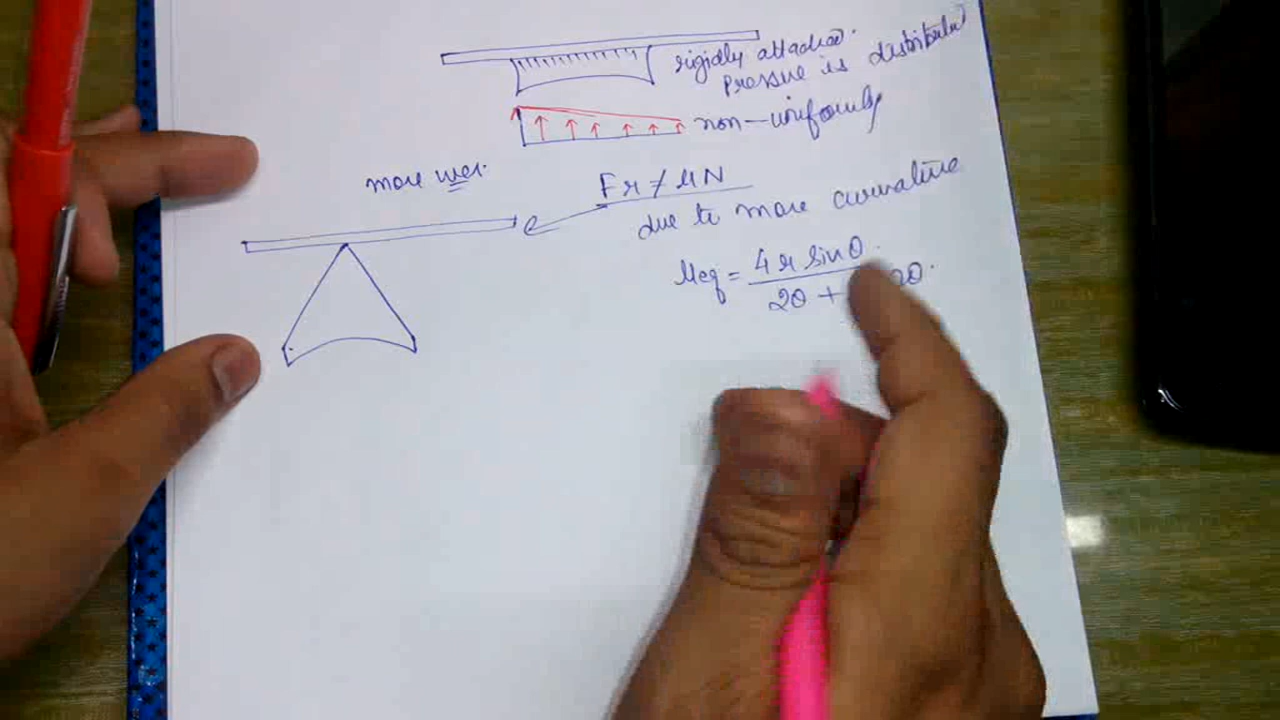 rigidly attached.
Pressure is distributed
non-uniformly
more wear.
Fr ≠ μN
due to more curvature
μeq = 4 μ sinθ
2θ + 2θ.